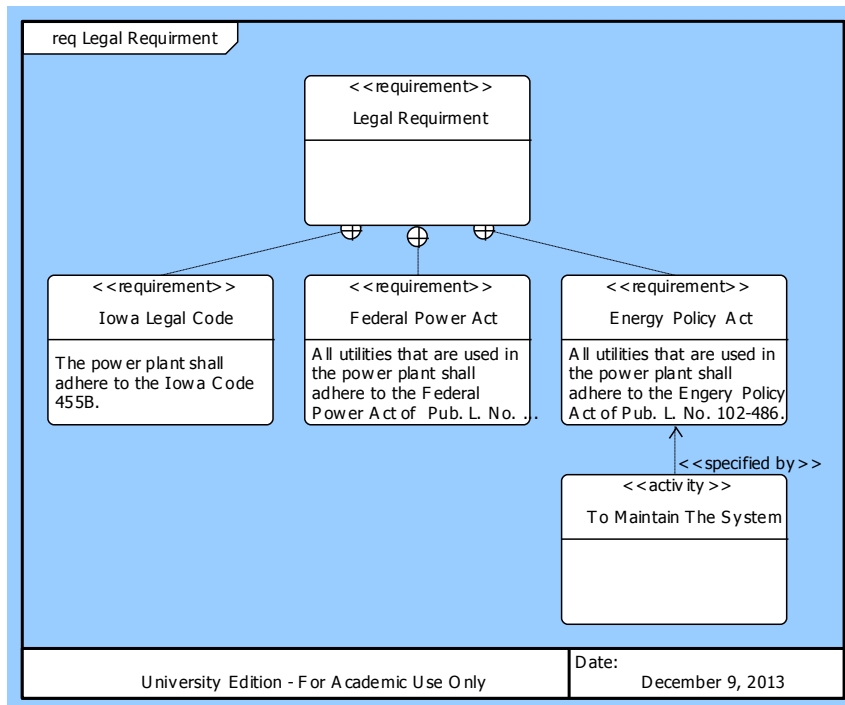 req Legal Requirment
<<requirement>>
Legal Requirment
<<requirement>>
Iowa Legal Code
The power plant shall
adhere to the Iowa Code
455B.
<<requirement>>
Federal Power Act
All utilities that are used in
the power plant shall
adhere to the Federal
Power Act of Pub. L. No. ...
<<requirement>>
Energy Policy Act
All utilities that are used in
the power plant shall
adhere to the Engery Policy
Act of Pub. L. No. 102-486.
<<specified by>>
<<activity>>
To Maintain The System
University Edition - For Academic Use Only
Date:
December 9, 2013